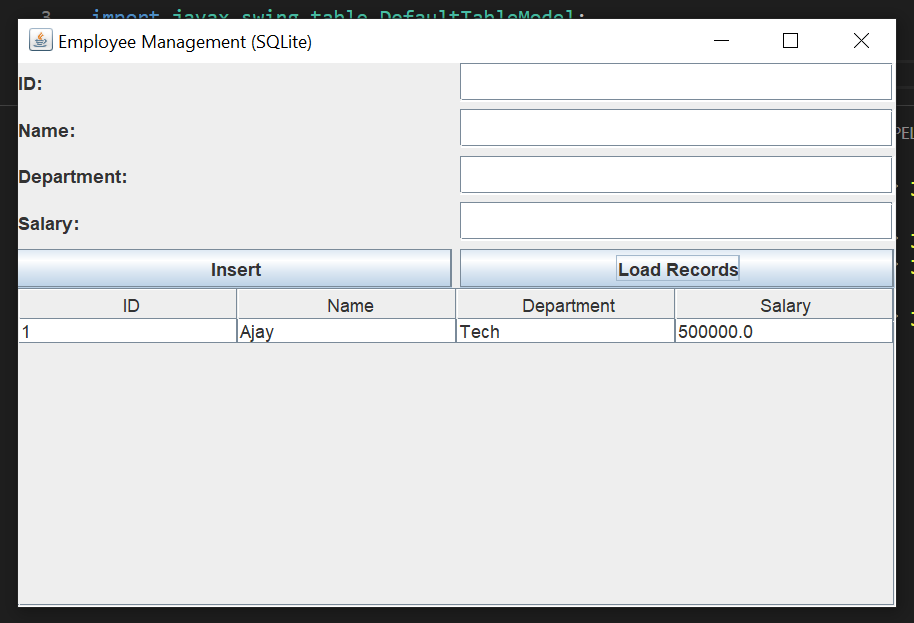 3 import javax.swing.table.DefaultTableModel;
Employee Management (SQLite)
ID:
Name:
Department:
Salary:
Insert Load Records
ID Name Department Salary
1 Ajay Tech 500000.0